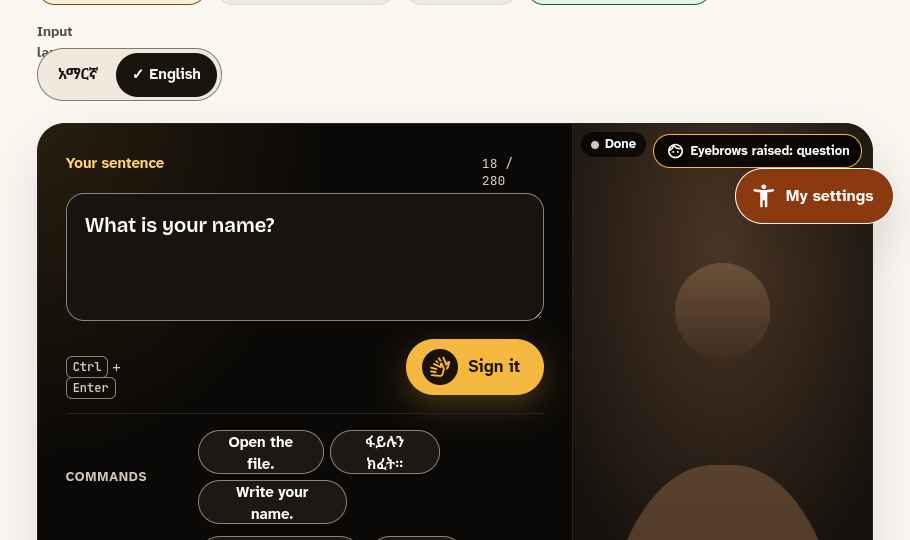 Input
አማርኛ
✓ English
Your sentence
18 /
280
What is your name?
Ctrl +
Enter
Sign it
COMMANDS
Open the
file.
ፋይሉን
ክፈት።
Write your
name.
Done
Eyebrows raised: question
My settings